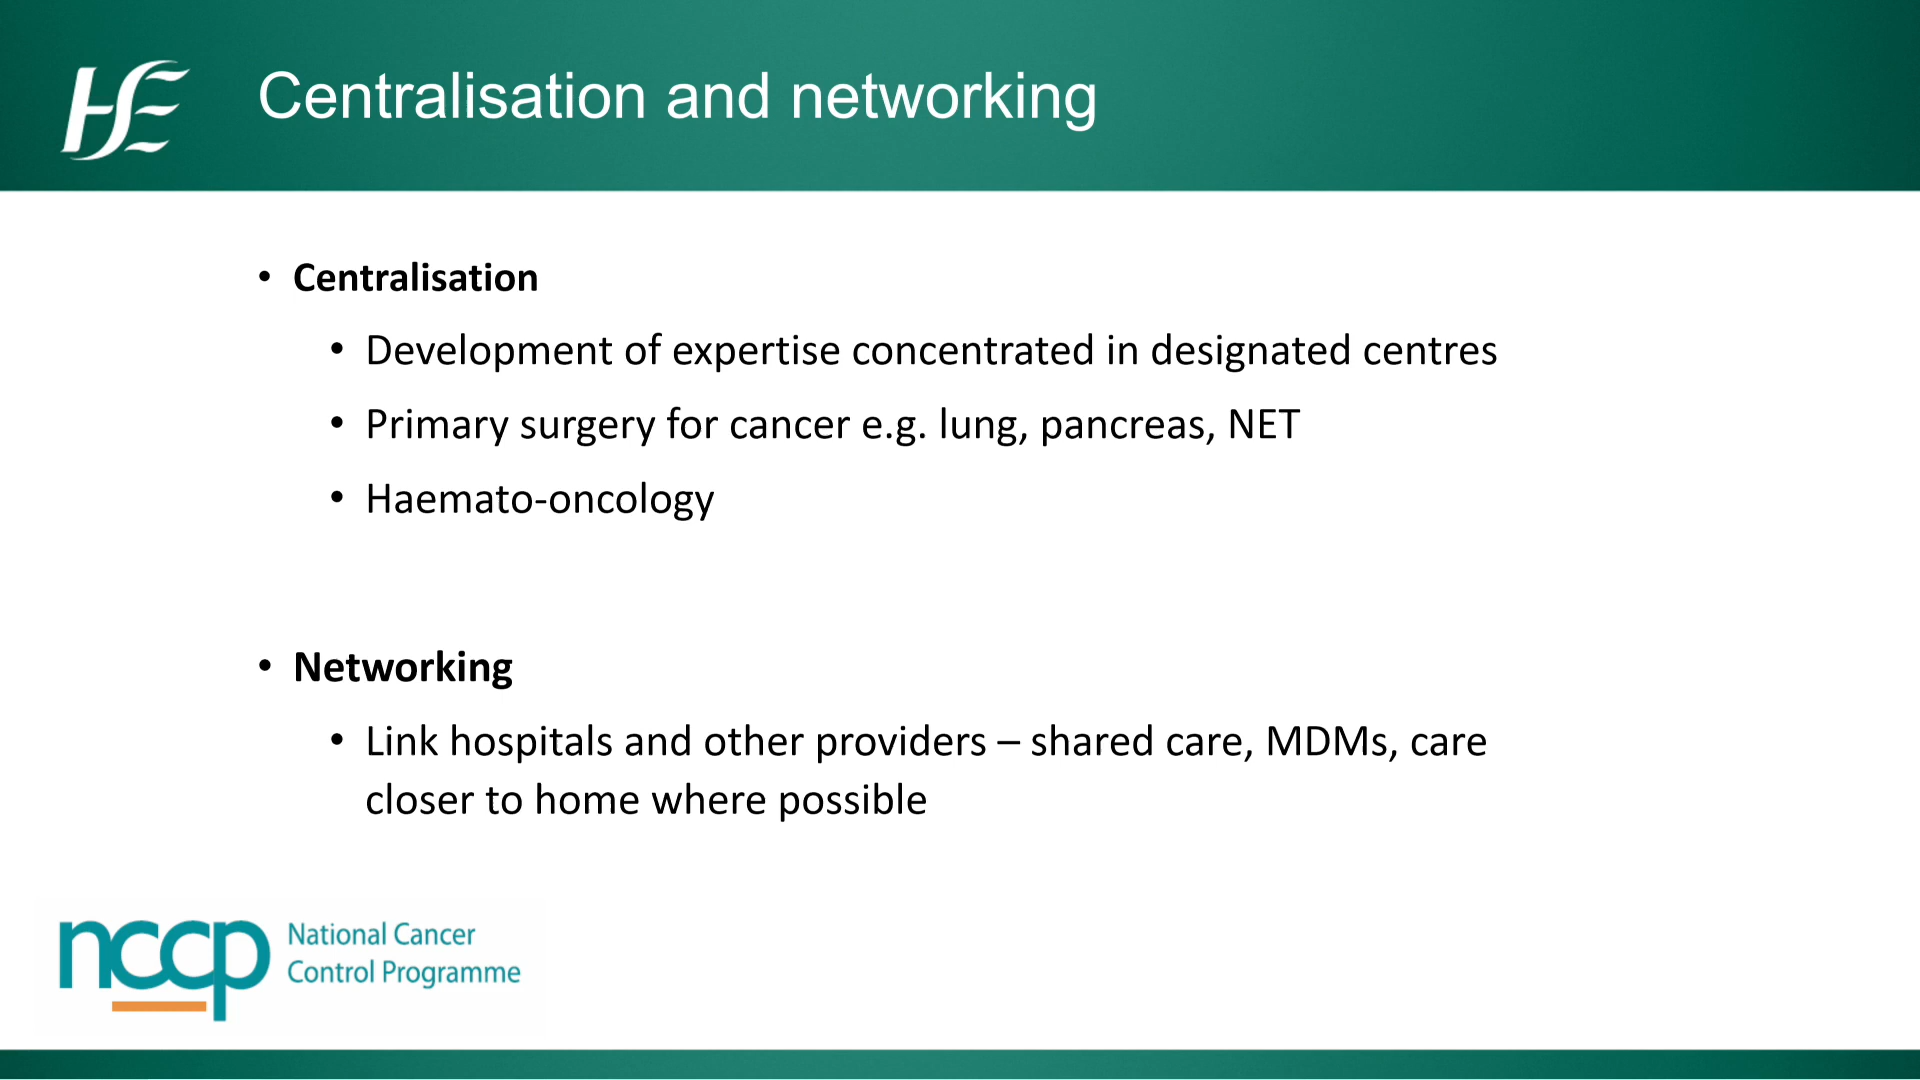 HSE
Centralisation and networking
• Centralisation
• Development of expertise concentrated in designated centres
• Primary surgery for cancer e.g. lung, pancreas, NET
• Haemato-oncology
• Networking
• Link hospitals and other providers – shared care, MDMs, care
closer to home where possible
nccp
National Cancer
Control Programme